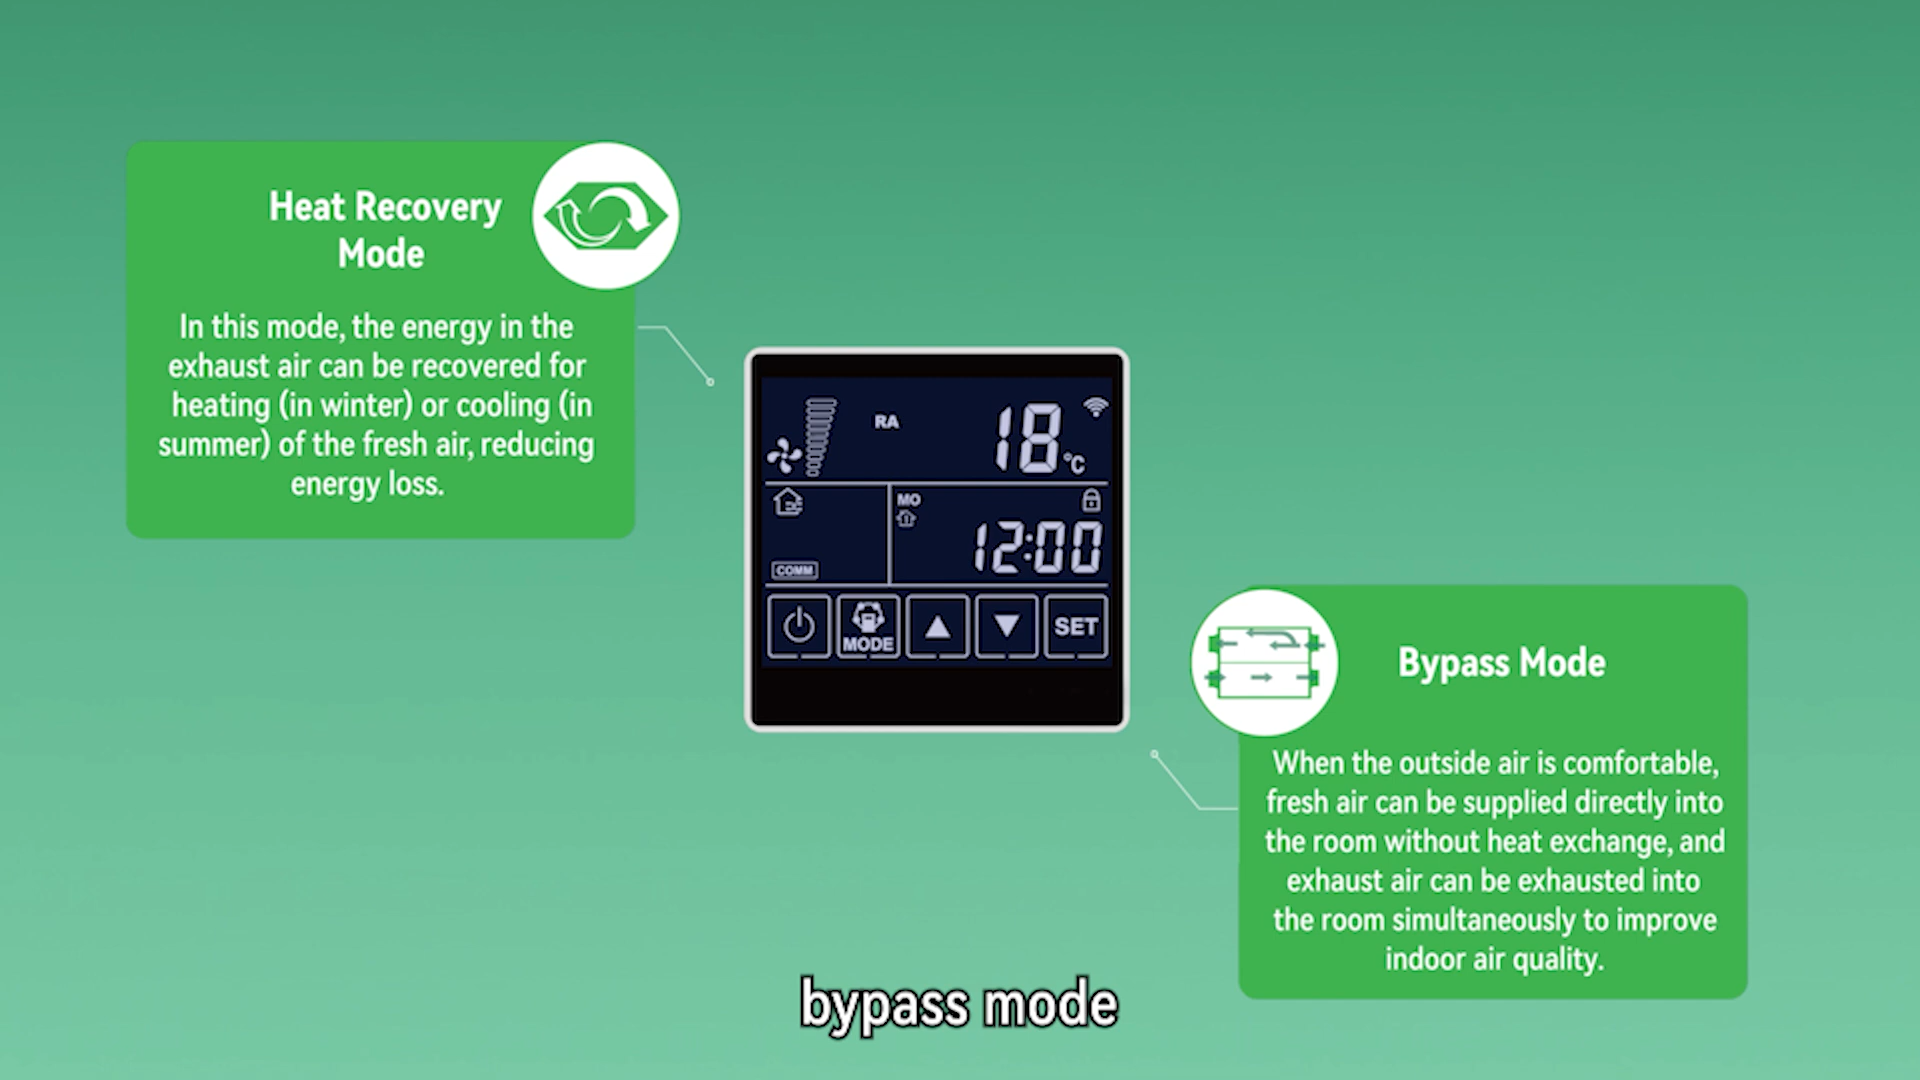 Heat Recovery
Mode
In this mode, the energy in the
exhaust air can be recovered for
heating (in winter) or cooling (in
summer) of the fresh air, reducing
energy loss.
RA
18 °C
MO
12:00
COMM
MODE
SET
Bypass Mode
When the outside air is comfortable,
fresh air can be supplied directly into
the room without heat exchange, and
exhaust air can be exhausted into
the room simultaneously to improve
indoor air quality.
bypass mode